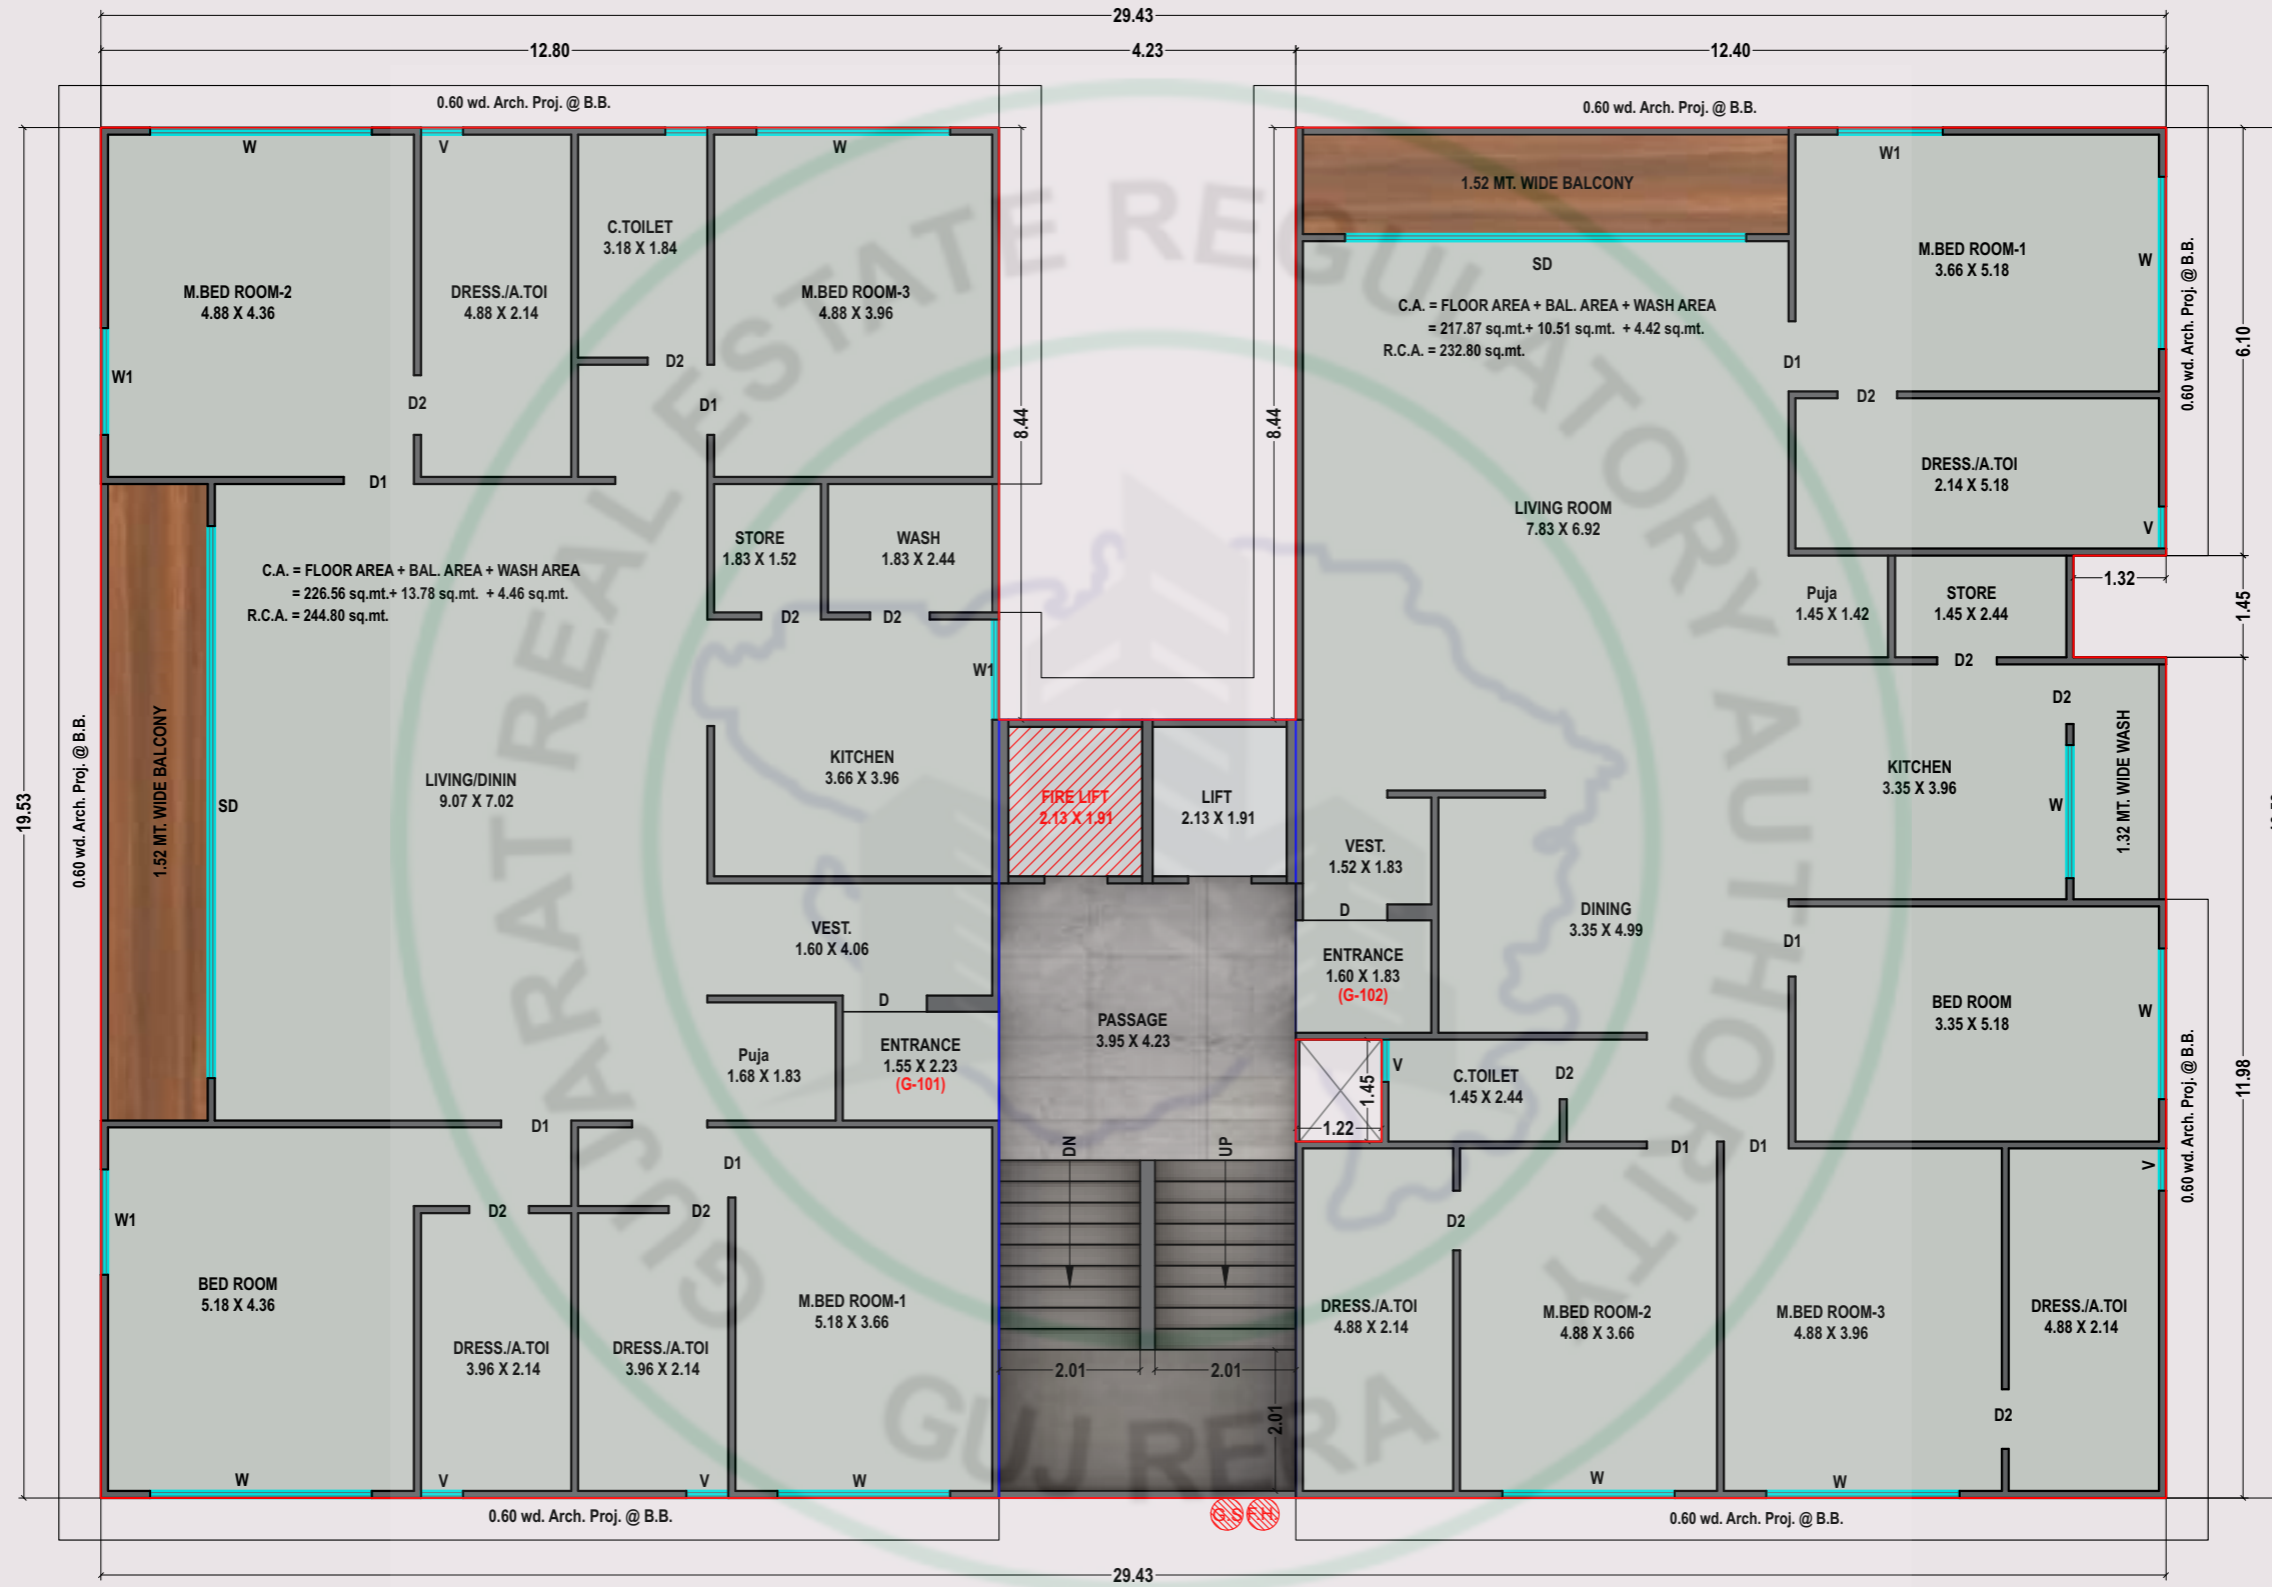 29.43
12.80
4.23
12.40
0.60 wd. Arch. Proj. @ B.B.
0.60 wd. Arch. Proj. @ B.B.
W
V
W
W1
M.BED ROOM-2
4.88 X 4.36
DRESS./A.TOI
4.88 X 2.14
C.TOILET
3.18 X 1.84
M.BED ROOM-3
4.88 X 3.96
W1
D2
D2
D1
D1
8.44
8.44
1.52 MT. WIDE BALCONY
SD
C.A. = FLOOR AREA + BAL. AREA + WASH AREA
= 217.87 sq.mt.+ 10.51 sq.mt. + 4.42 sq.mt.
R.C.A. = 232.80 sq.mt.
M.BED ROOM-1
3.66 X 5.18
W
0.60 wd. Arch. Proj. @ B.B.
6.10
D1
D2
DRESS./A.TOI
2.14 X 5.18
V
LIVING ROOM
7.83 X 6.92
STORE
1.83 X 1.52
WASH
1.83 X 2.44
C.A. = FLOOR AREA + BAL. AREA + WASH AREA
= 226.56 sq.mt.+ 13.78 sq.mt. + 4.46 sq.mt.
R.C.A. = 244.80 sq.mt.
D2
D2
W1
Puja
1.45 X 1.42
STORE
1.45 X 2.44
1.32
1.45
D2
D2
19.53
0.60 wd. Arch. Proj. @ B.B.
1.52 MT. WIDE BALCONY
SD
LIVING/DININ
9.07 X 7.02
KITCHEN
3.66 X 3.96
FIRE LIFT
2.13 X 1.91
LIFT
2.13 X 1.91
KITCHEN
3.35 X 3.96
W
1.32 MT. WIDE WASH
VEST.
1.52 X 1.83
D
DINING
3.35 X 4.99
D1
VEST.
1.60 X 4.06
D
ENTRANCE
1.60 X 1.83
(G-102)
BED ROOM
3.35 X 5.18
W
PASSAGE
3.95 X 4.23
Puja
1.68 X 1.83
ENTRANCE
1.55 X 2.23
(G-101)
V
1.45
1.22
C.TOILET
1.45 X 2.44
D2
0.60 wd. Arch. Proj. @ B.B.
11.98
D1
D1
DN
UP
D1
D1
V
W1
D2
D2
D2
BED ROOM
5.18 X 4.36
M.BED ROOM-1
5.18 X 3.66
DRESS./A.TOI
3.96 X 2.14
DRESS./A.TOI
3.96 X 2.14
DRESS./A.TOI
4.88 X 2.14
M.BED ROOM-2
4.88 X 3.66
M.BED ROOM-3
4.88 X 3.96
DRESS./A.TOI
4.88 X 2.14
2.01
2.01
2.01
D2
W
V
V
W
W
W
0.60 wd. Arch. Proj. @ B.B.
G.S
F.H.
0.60 wd. Arch. Proj. @ B.B.
29.43
GUJARAT REAL ESTATE REGULATORY AUTHORITY
GUJ RERA